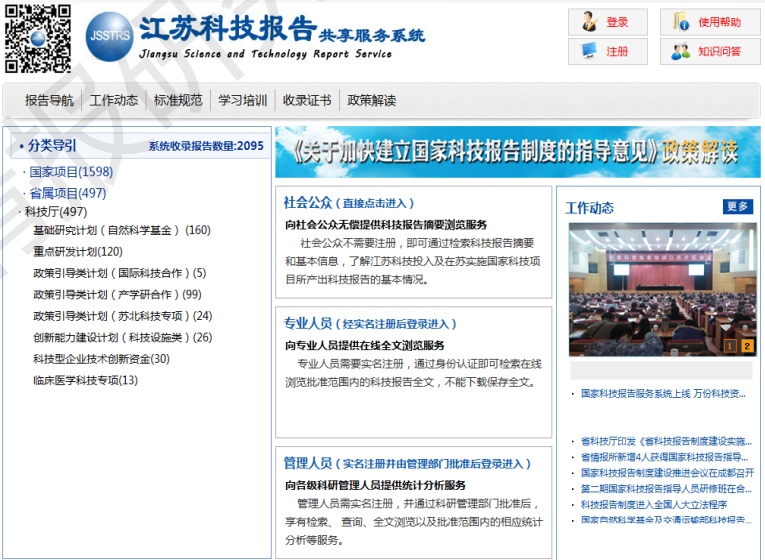 JSSTRS
江苏科技报告共享服务系统
Jiangsu Science and Technology Report Service
登录
使用帮助
注册
知识问答
报告导航
工作动态
标准规范
学习培训
收录证书
政策解读
·分类导引
系统收录报告数量:2095
·国家项目(1598)
·省属项目(497)
·科技厅(497)
基础研究计划（自然科学基金）(160)
重点研发计划(120)
政策引导类计划（国际科技合作）(5)
政策引导类计划（产学研合作）(99)
政策引导类计划（苏北科技专项）(24)
创新能力建设计划（科技设施类）(26)
科技型企业技术创新资金(30)
临床医学科技专项(13)
《关于加快建立国家科技报告制度的指导意见》政策解读
社会公众（直接点击进入）
向社会公众无偿提供科技报告摘要浏览服务
社会公众不需要注册，即可通过检索科技报告摘要
和基本信息，了解江苏科技投入及在苏实施国家科技项
目所产出科技报告的基本情况。
专业人员（经实名注册后登录进入）
向专业人员提供在线全文浏览服务
专业人员需要实名注册，通过身份认证即可检索在线
浏览批准范围内的科技报告全文，不能下载保存全文。
管理人员（实名注册并由管理部门批准后登录进入）
向各级科研管理人员提供统计分析服务
管理人员需实名注册，并通过科研管理部门批准后，
享有检索、查询、全文浏览以及批准范围内的相应统计
分析等服务。
工作动态
更多
1 2
·国家科技报告服务系统上线 万份科技资...
·省科技厅印发《省科技报告制度建设实施...
·省情报所新增4人获得国家科技报告指导...
·国家科技报告制度建设推进会议在成都召开
·第二期国家科技报告指导人员研修班在合...
·科技报告制度进入全国人大立法程序
·国家自然科学基金及交通运输部科技报告...